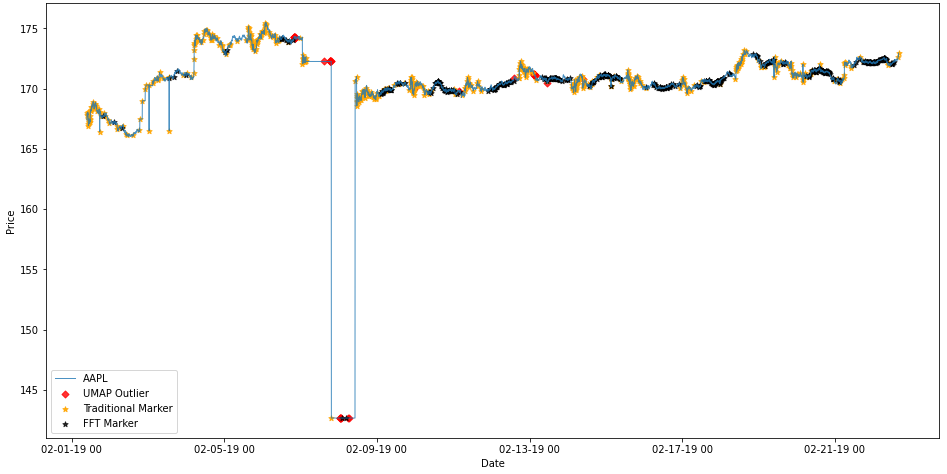 175
170
165
160
155
150
145
Price
AAPL
UMAP Outlier
Traditional Marker
FFT Marker
02-01-19 00
02-05-19 00
02-09-19 00
02-13-19 00
02-17-19 00
02-21-19 00
Date